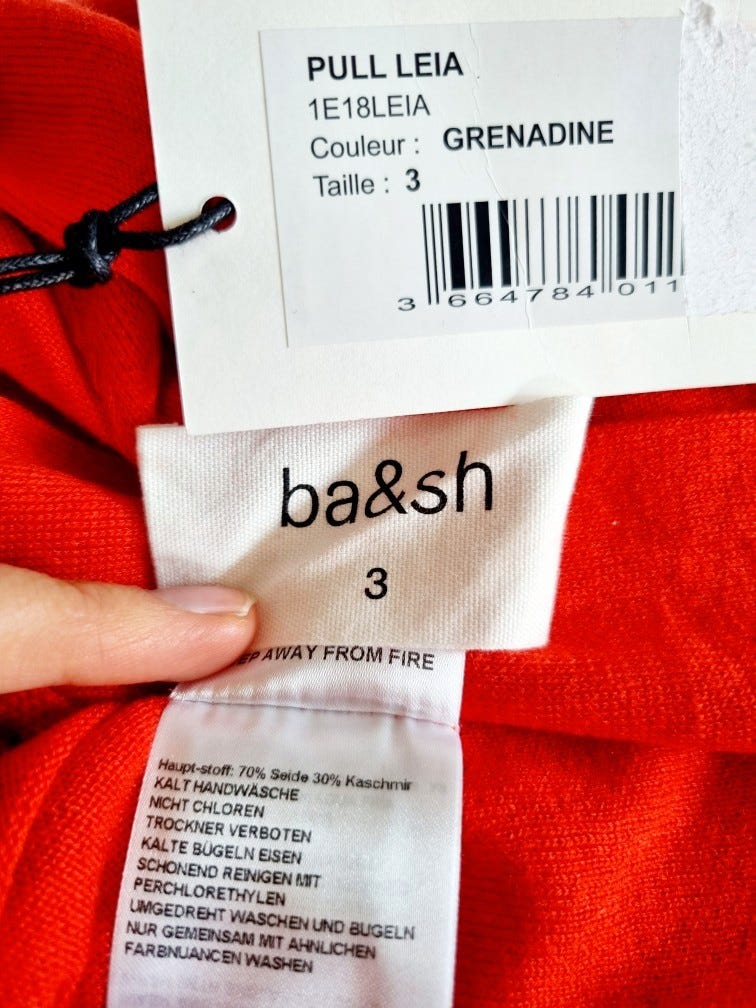 PULL LEIA
1E18LEIA
Couleur : GRENADINE
Taille : 3
3 664784 011
ba&sh
3
AWAY FROM FIRE
Haupt-stoff: 70% Seide 30% Kaschmir
KALT HANDWÄSCHE
NICHT CHLOREN
TROCKNER VERBOTEN
KALTE BÜGELN EISEN
SCHONEND REINIGEN MIT
PERCHLORETHYLEN
UMGEDREHT WASCHEN UND BUGELN
NUR GEMEINSAM MIT ÄHNLICHEN
FARBNUANCEN WASHEN